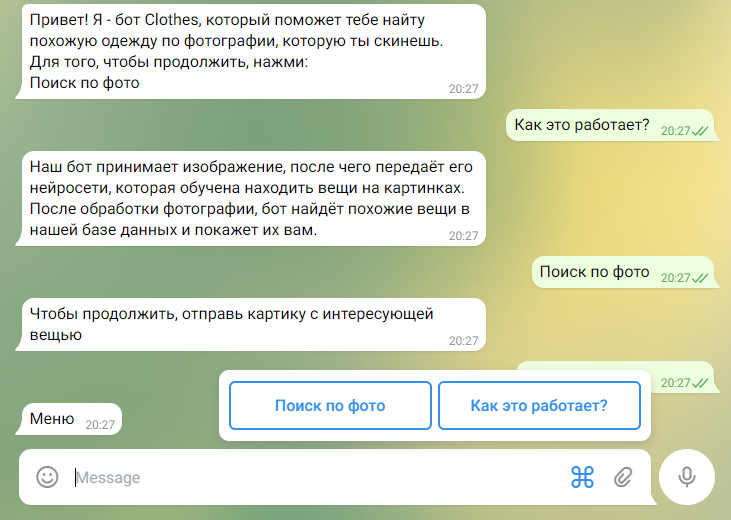 Привет! Я - бот Clothes, который поможет тебе найту
похожую одежду по фотографии, которую ты скинешь.
Для того, чтобы продолжить, нажми:
Поиск по фото
20:27
Как это работает?
20:27
Наш бот принимает изображение, после чего передаёт его
нейросети, которая обучена находить вещи на картинках.
После обработки фотографии, бот найдёт похожие вещи в
нашей базе данных и покажет их вам.
20:27
Поиск по фото
20:27
Чтобы продолжить, отправь картику с интересующей
вещью
20:27
20:27
Меню
20:27
Поиск по фото
Как это работает?
Message